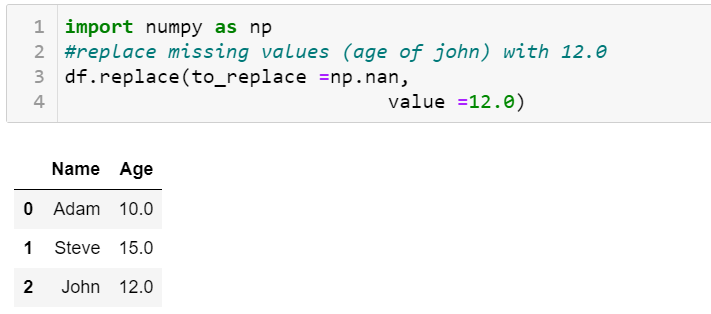 1 import numpy as np
2 #replace missing values (age of john) with 12.0
3 df.replace(to_replace =np.nan,
4 value =12.0)
Name Age
0 Adam 10.0
1 Steve 15.0
2 John 12.0